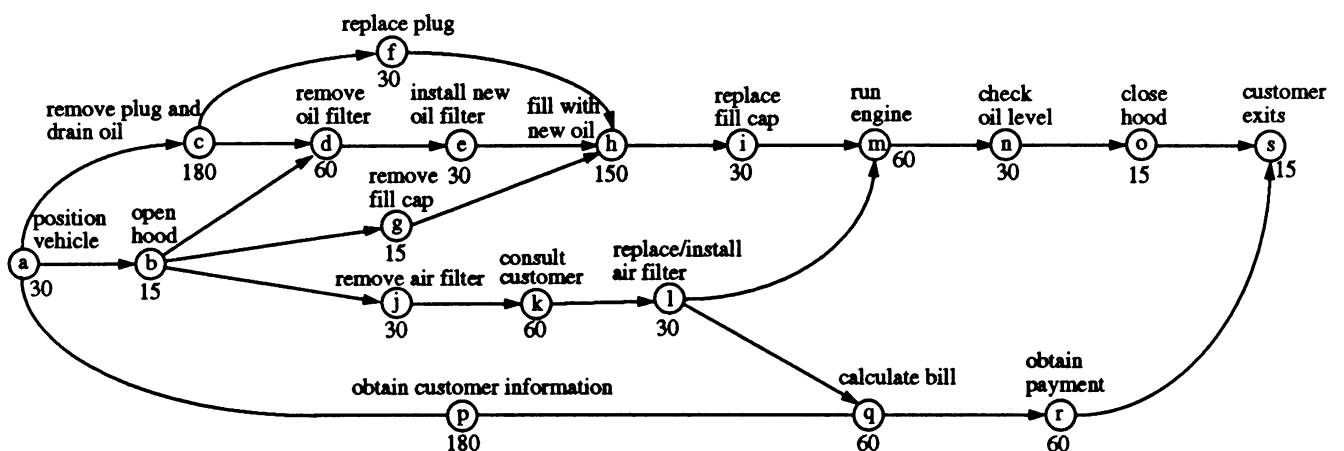 replace plug
f
30
remove plug and
drain oil
c
180
remove
oil filter
d
60
install new
oil filter
e
30
fill with
new oil
h
150
replace
fill cap
i
30
run
engine
m
60
check
oil level
n
30
close
hood
o
15
customer
exits
s
15
position
vehicle
a
30
open
hood
b
15
remove
fill cap
g
15
remove air filter
j
30
consult
customer
k
60
replace/install
air filter
l
30
obtain customer information
p
180
calculate bill
q
60
obtain
payment
r
60